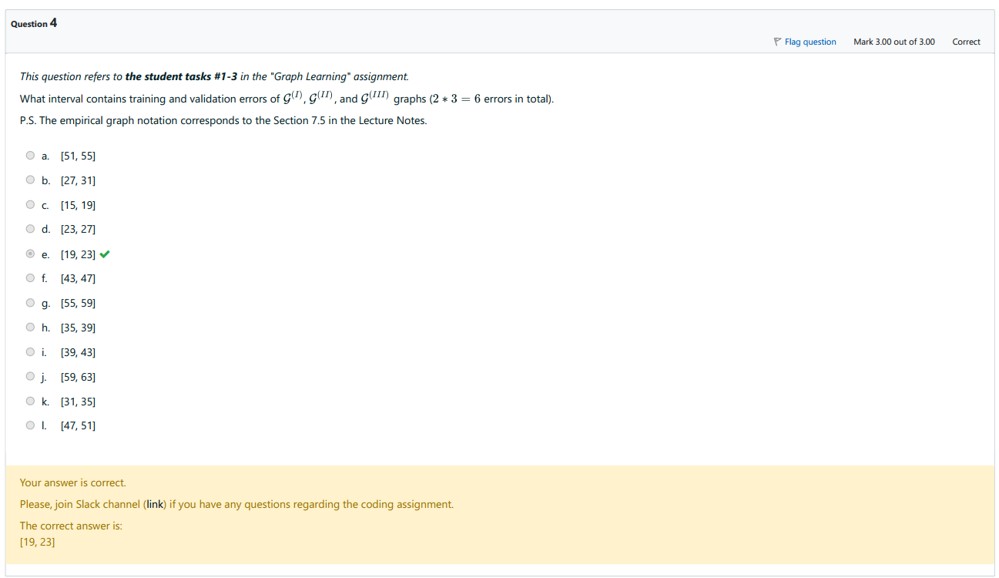 Question 4
Flag question Mark 3.00 out of 3.00 Correct
This question refers to the student tasks #1-3 in the "Graph Learning" assignment.
What interval contains training and validation errors of 𝒢^(I), 𝒢^(II), and 𝒢^(III) graphs (2 ∗ 3 = 6 errors in total).
P.S. The empirical graph notation corresponds to the Section 7.5 in the Lecture Notes.
a. [51, 55]
b. [27, 31]
c. [15, 19]
d. [23, 27]
e. [19, 23]
f. [43, 47]
g. [55, 59]
h. [35, 39]
i. [39, 43]
j. [59, 63]
k. [31, 35]
l. [47, 51]
Your answer is correct.
Please, join Slack channel (link) if you have any questions regarding the coding assignment.
The correct answer is:
[19, 23]